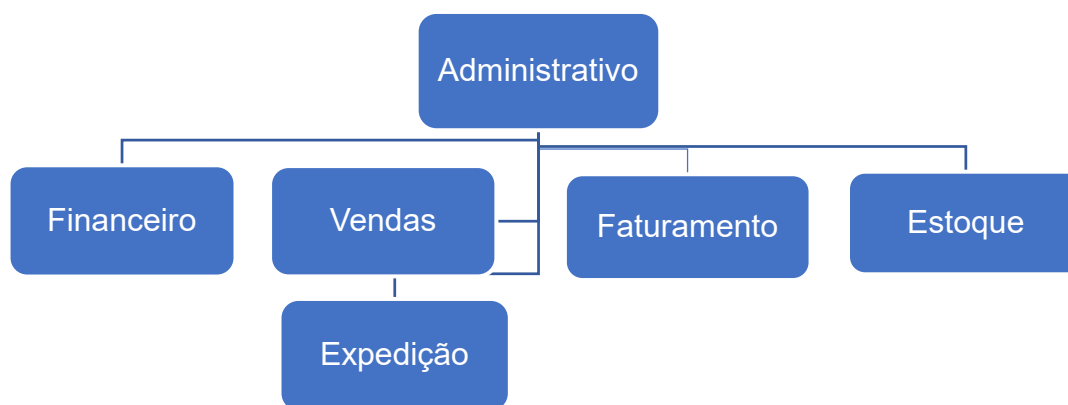 Administrativo
Financeiro
Vendas
Faturamento
Estoque
Expedição